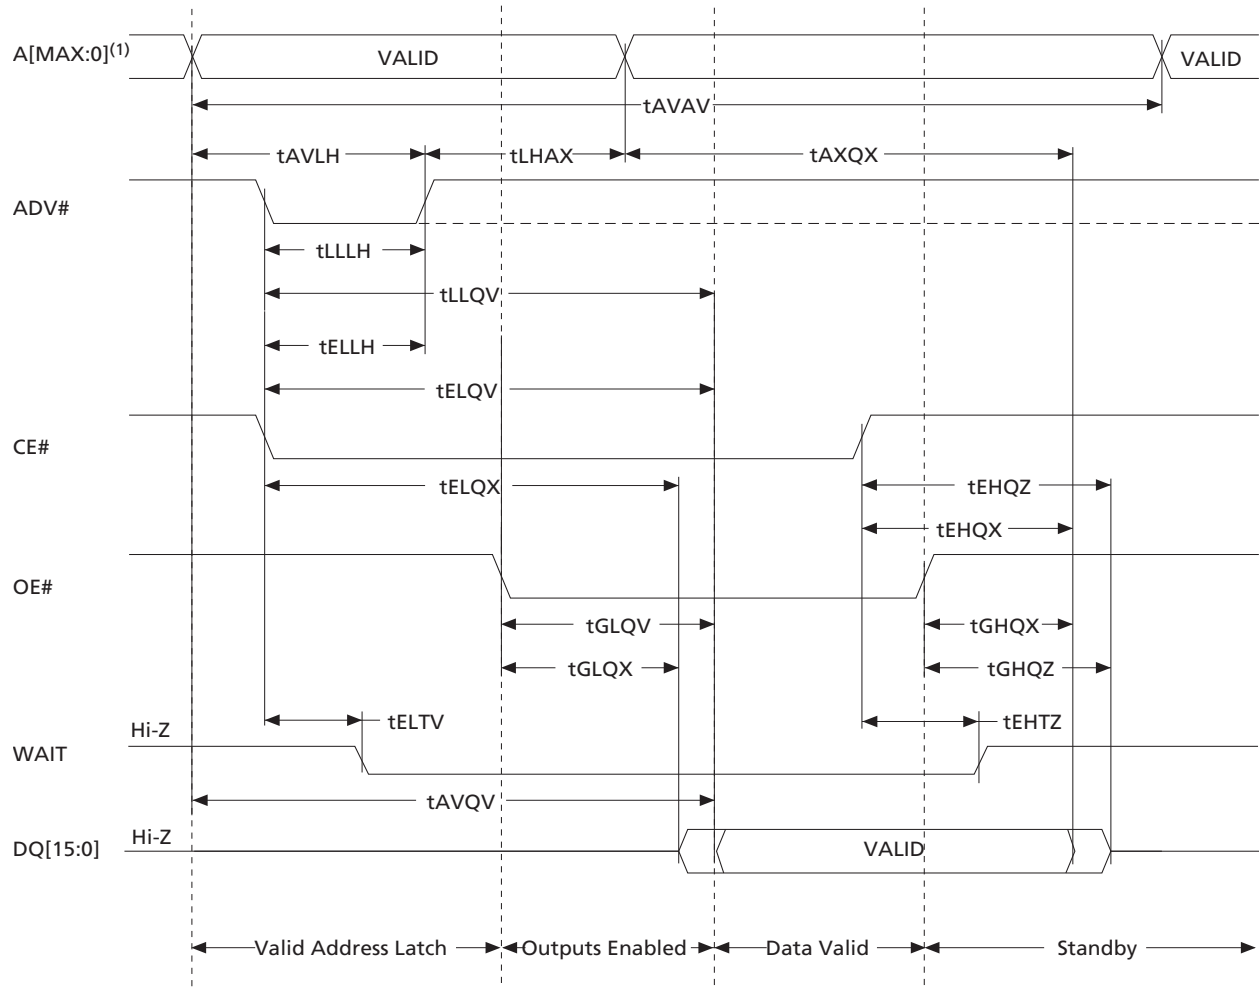 A[MAX:0](1) VALID VALID
tAVAV
tAVLH tLHAX tAXQX
ADV#
tLLLH
tLLQV
tELLH
tELQV
CE#
tELQX tEHQZ
tEHQX
OE#
tGLQV tGHQX
tGLQX tGHQZ
tELTV tEHTZ
Hi-Z
WAIT
tAVQV
Hi-Z
DQ[15:0] VALID
Valid Address Latch Outputs Enabled Data Valid Standby